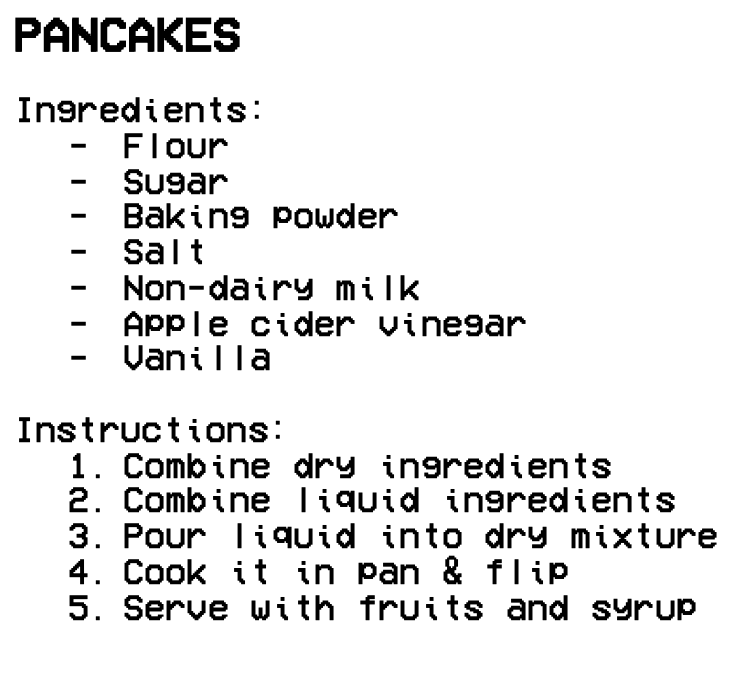 PANCAKES
Ingredients:
- Flour
- Sugar
- Baking powder
- Salt
- Non-dairy milk
- Apple cider vinegar
- Vanilla
Instructions:
1. Combine dry ingredients
2. Combine liquid ingredients
3. Pour liquid into dry mixture
4. Cook it in pan & flip
5. Serve with fruits and syrup